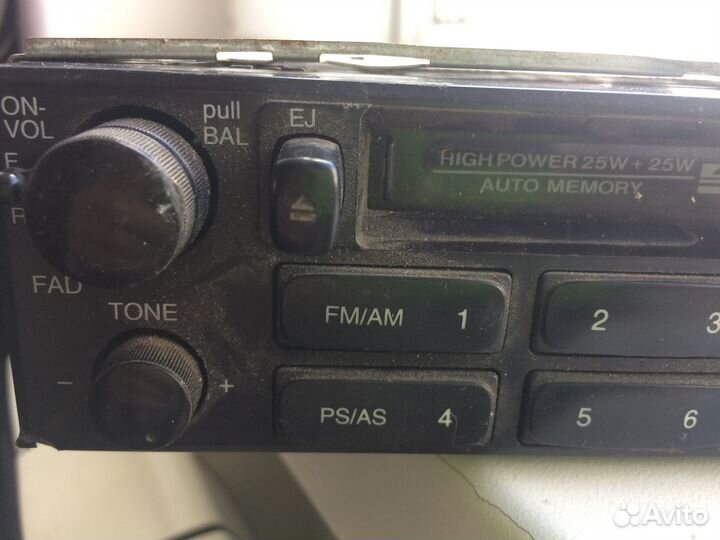 ON-
VOL
pull
BAL
EJ
F
R
FAD
HIGH POWER 25W + 25W
AUTO MEMORY
TONE
- +
FM/AM 1
2 3
PS/AS 4
5 6
Avito